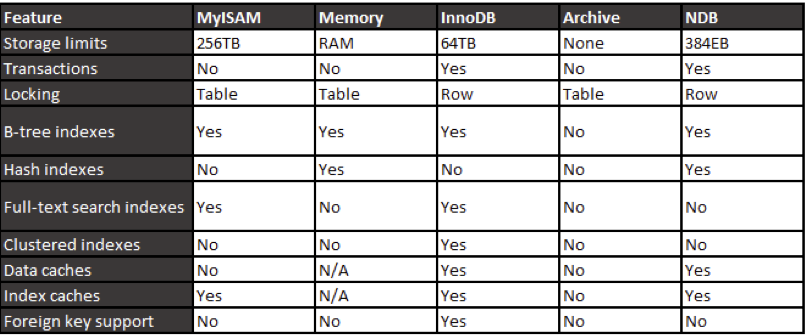 Feature MyISAM Memory InnoDB Archive NDB
Storage limits 256TB RAM 64TB None 384EB
Transactions No No Yes No Yes
Locking Table Table Row Table Row
B-tree indexes Yes Yes Yes No Yes
Hash indexes No Yes No No Yes
Full-text search indexes Yes No Yes No No
Clustered indexes No No Yes No No
Data caches No N/A Yes No Yes
Index caches Yes N/A Yes No Yes
Foreign key support No No Yes No No